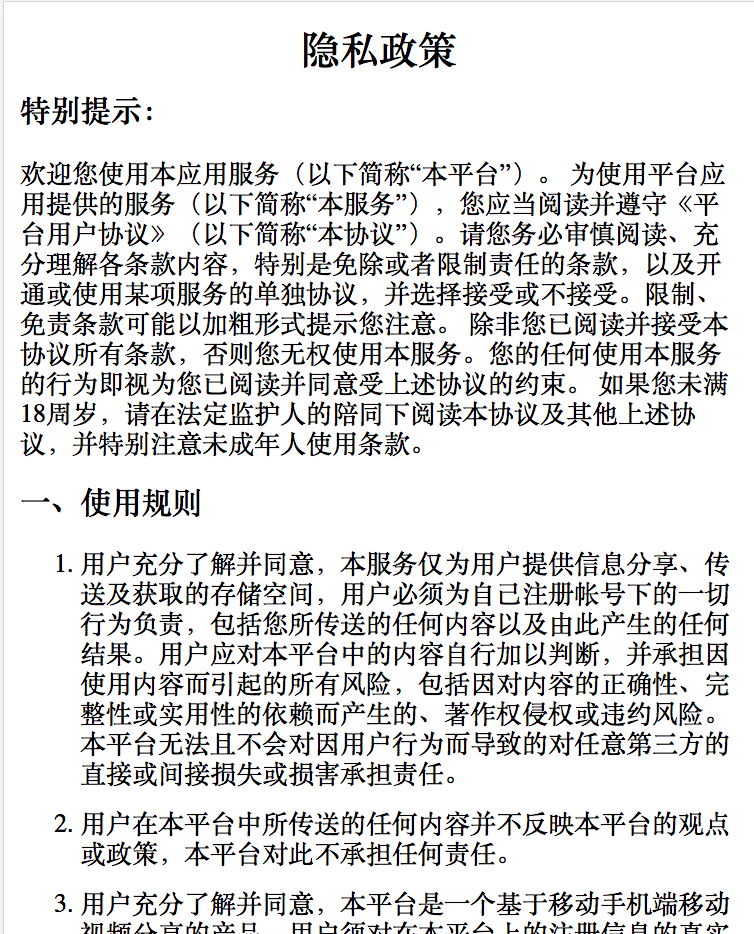 隐私政策
特别提示：
欢迎您使用本应用服务（以下简称“本平台”）。 为使用平台应
用提供的服务（以下简称“本服务”），您应当阅读并遵守《平
台用户协议》（以下简称“本协议”）。请您务必审慎阅读、充
分理解各条款内容，特别是免除或者限制责任的条款，以及开
通或使用某项服务的单独协议，并选择接受或不接受。限制、
免责条款可能以加粗形式提示您注意。 除非您已阅读并接受本
协议所有条款，否则您无权使用本服务。您的任何使用本服务
的行为即视为您已阅读并同意受上述协议的约束。 如果您未满
18周岁，请在法定监护人的陪同下阅读本协议及其他上述协
议，并特别注意未成年人使用条款。
一、使用规则
1. 用户充分了解并同意，本服务仅为用户提供信息分享、传
送及获取的存储空间，用户必须为自己注册帐号下的一切
行为负责，包括您所传送的任何内容以及由此产生的任何
结果。用户应对本平台中的内容自行加以判断，并承担因
使用内容而引起的所有风险，包括因对内容的正确性、完
整性或实用性的依赖而产生的、著作权侵权或违约风险。
本平台无法且不会对因用户行为而导致的对任意第三方的
直接或间接损失或损害承担责任。
2. 用户在本平台中所传送的任何内容并不反映本平台的观点
或政策，本平台对此不承担任何责任。
3. 用户充分了解并同意，本平台是一个基于移动手机端移动
视频分享的产品，用户须对在本平台上的注册信息的真实